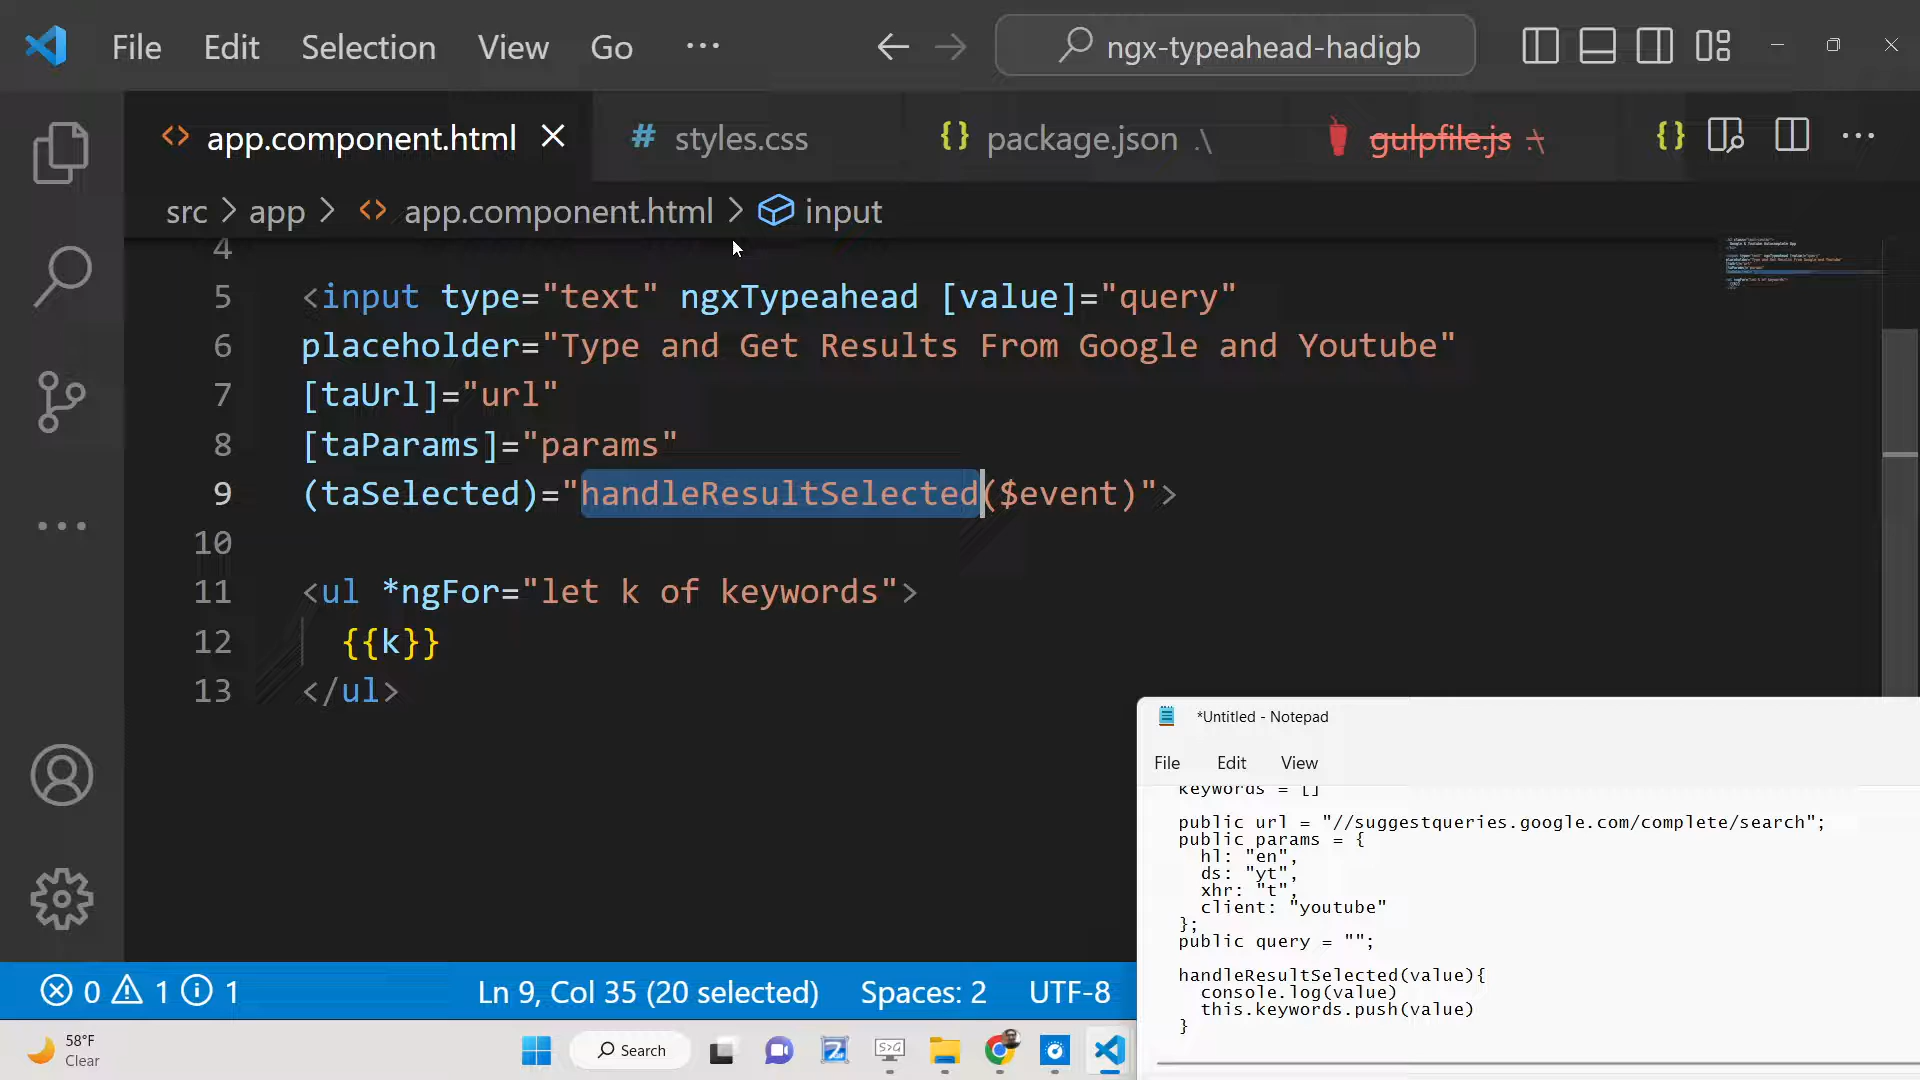 File Edit Selection View Go ··· ngx-typeahead-hadigb
app.component.html styles.css package.json .\ gulpfile.js .\
src > app > app.component.html > input
4
5 <input type="text" ngxTypeahead [value]="query"
6 placeholder="Type and Get Results From Google and Youtube"
7 [taUrl]="url"
8 [taParams]="params"
9 (taSelected)="handleResultSelected($event)">
10
11 <ul *ngFor="let k of keywords">
12 {{k}}
13 </ul>
*Untitled - Notepad
File Edit View
keywords = []
public url = "//suggestqueries.google.com/complete/search";
public params = {
hl: "en",
ds: "yt",
xhr: "t",
client: "youtube"
};
public query = "";
handleResultSelected(value){
console.log(value)
this.keywords.push(value)
}
0 1 1 Ln 9, Col 35 (20 selected) Spaces: 2 UTF-8
58°F
Clear
Search